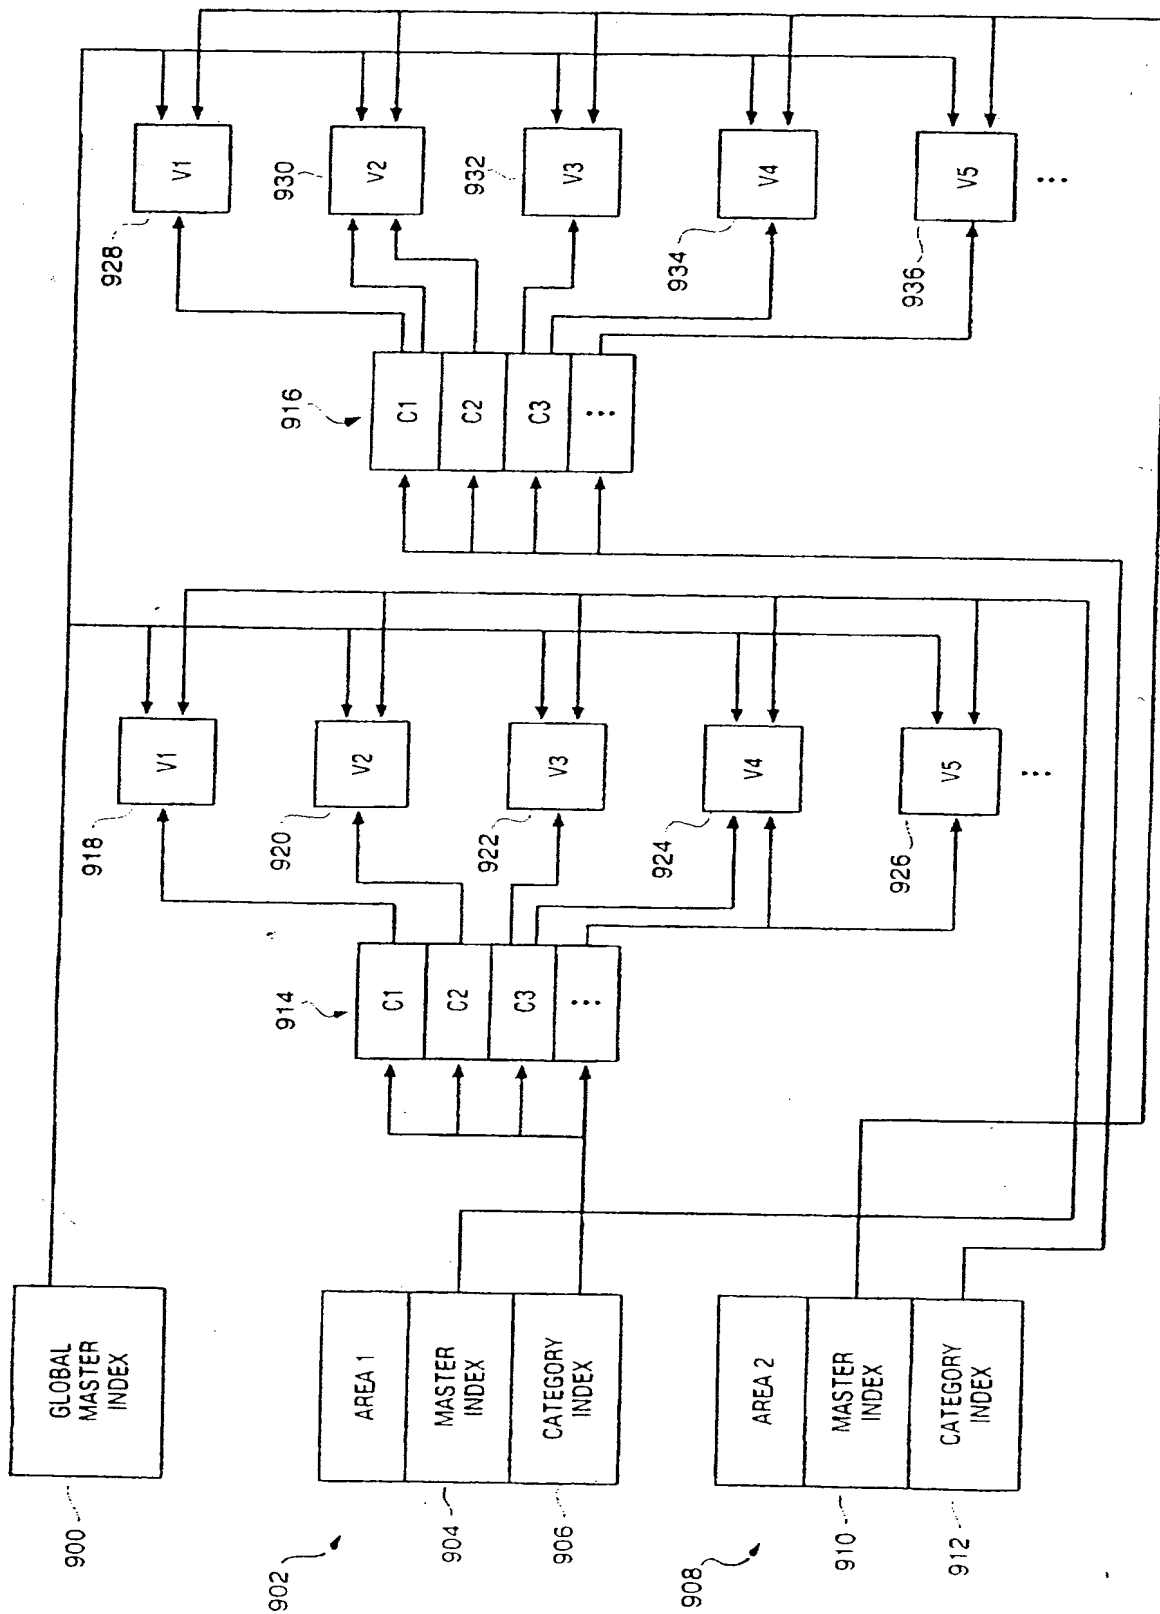 900
GLOBAL
MASTER
INDEX
902
AREA 1
904
MASTER
INDEX
906
CATEGORY
INDEX
908
AREA 2
910
MASTER
INDEX
912
CATEGORY
INDEX
914
C1
C2
C3
...
918
V1
920
V2
922
V3
924
V4
926
V5
...
916
C1
C2
C3
...
928
V1
930
V2
932
V3
934
V4
936
V5
...